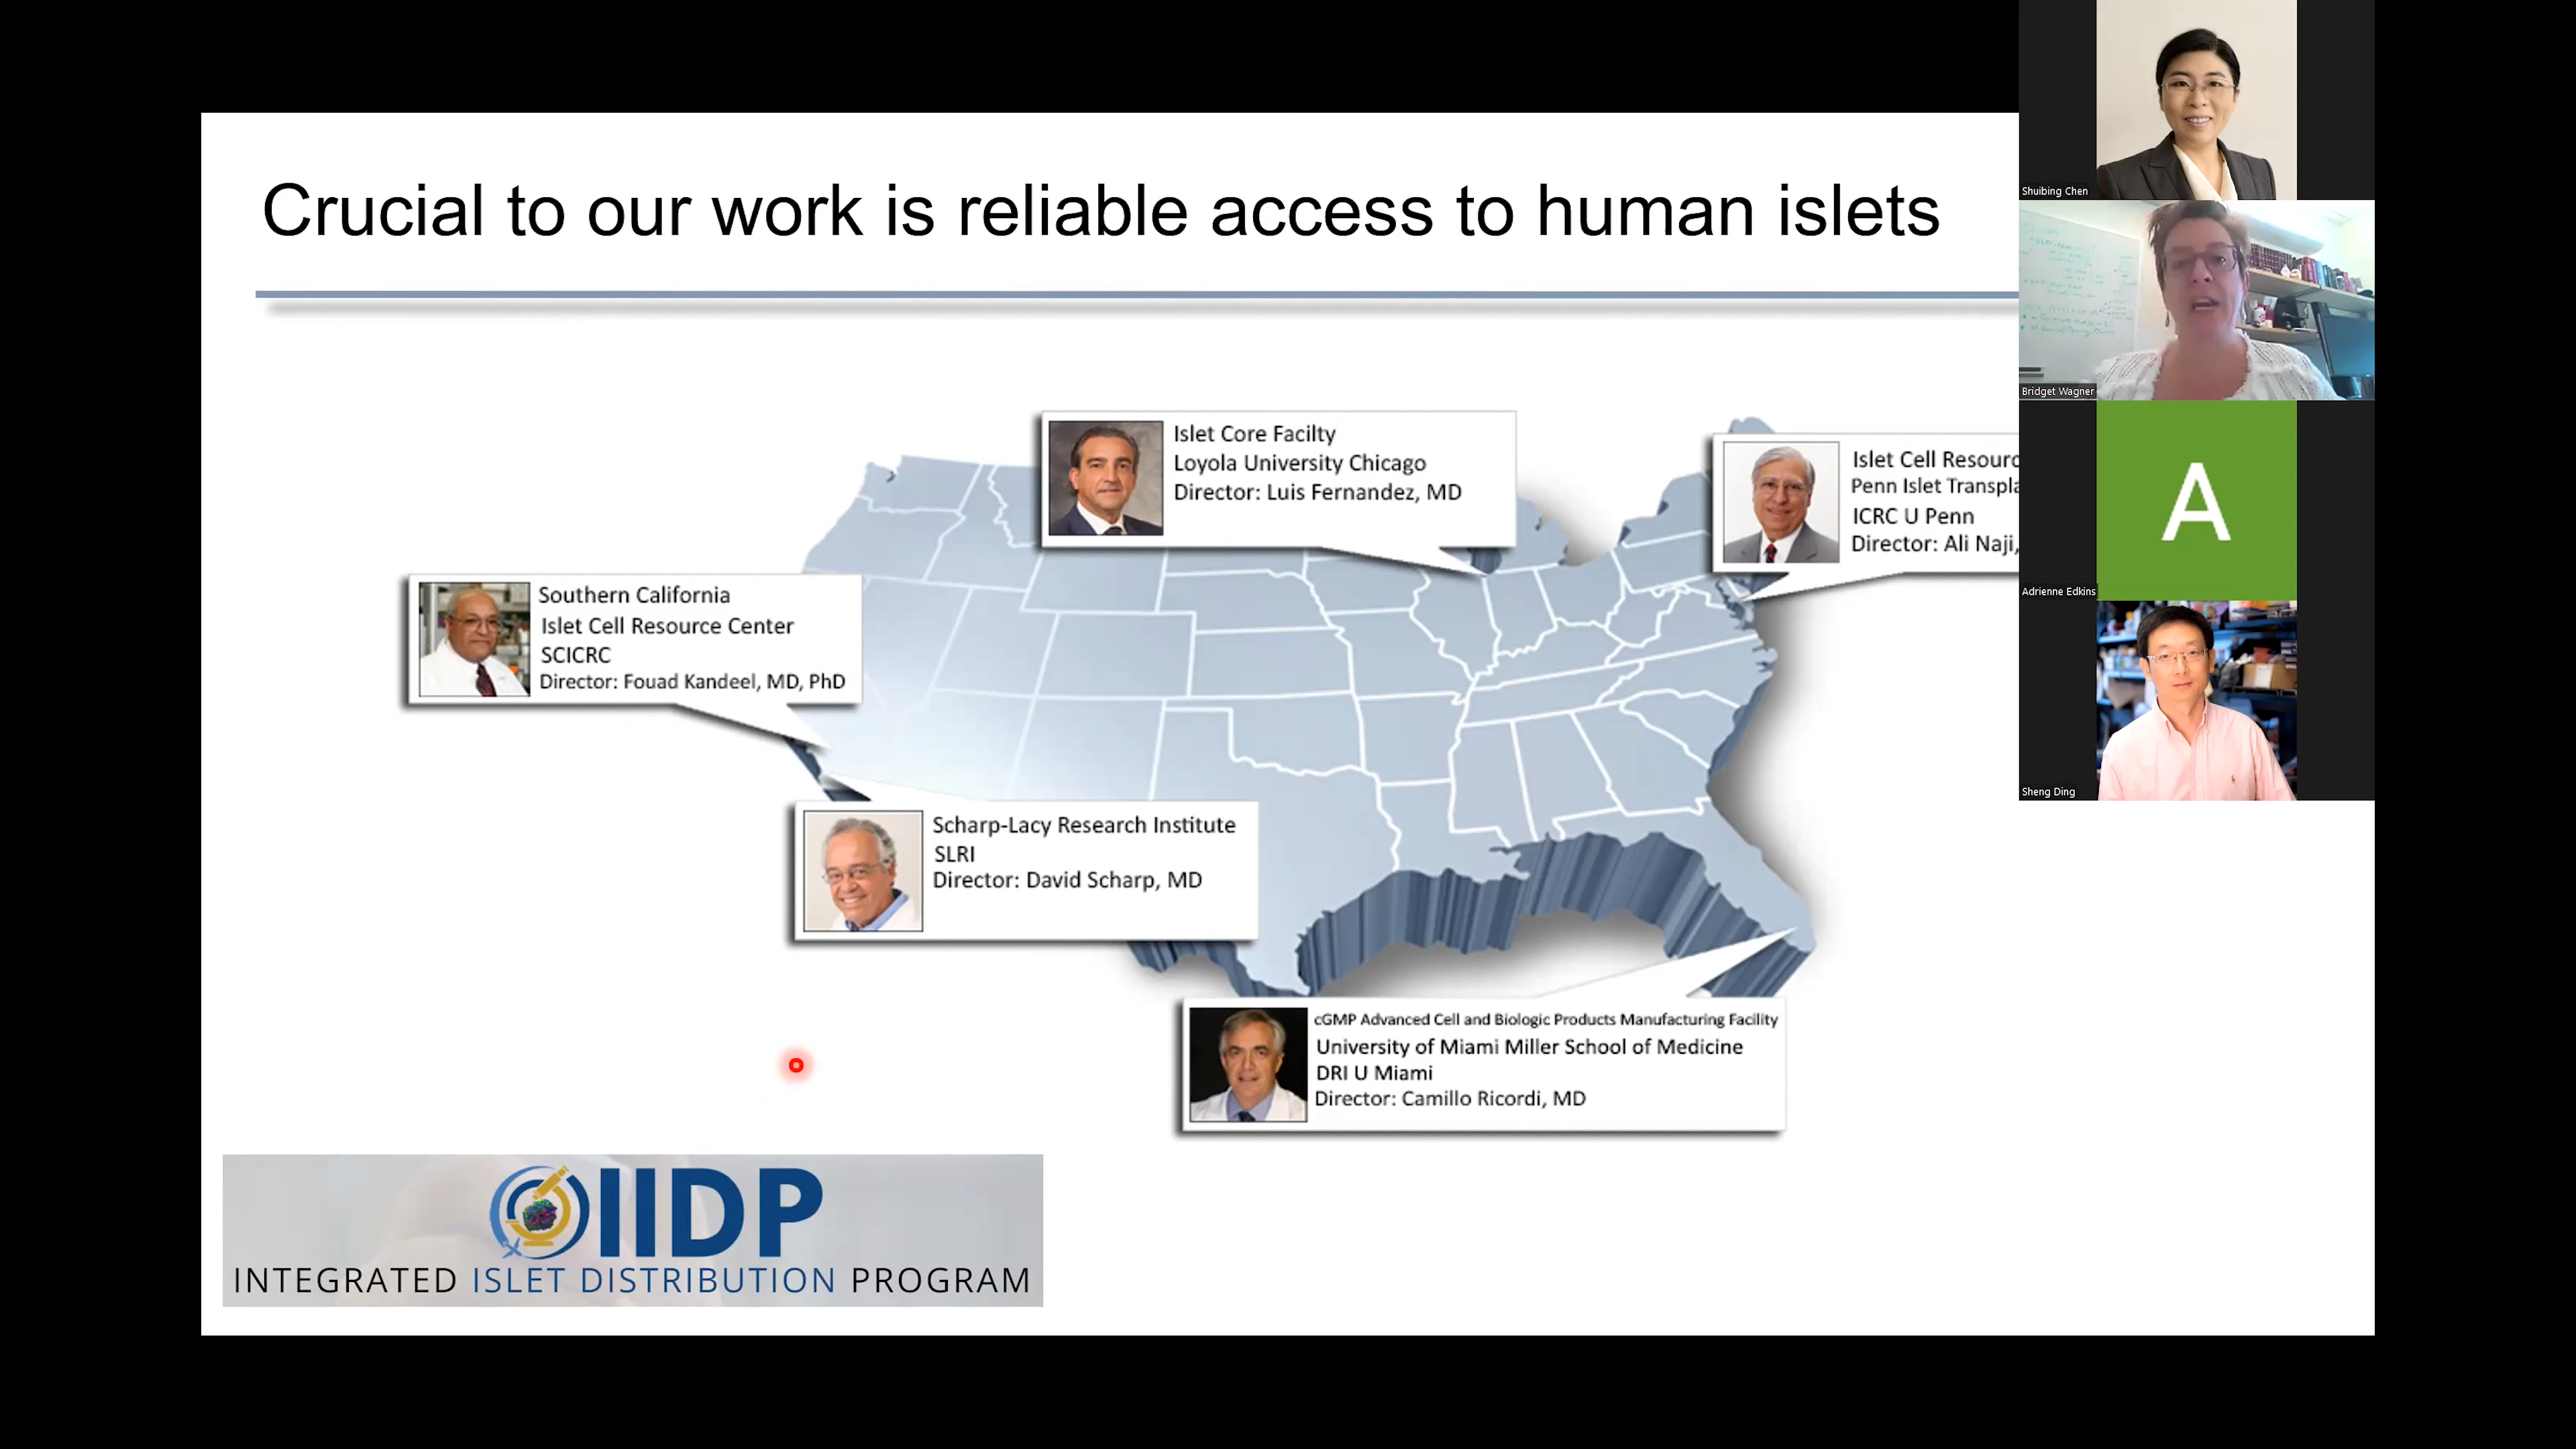 Crucial to our work is reliable access to human islets
Islet Core Facilty
Loyola University Chicago
Director: Luis Fernandez, MD
Islet Cell
Penn Islet
ICRC U Penn
Director: Ali Naji,
Southern California
Islet Cell Resource Center
SCICRC
Director: Fouad Kandeel, MD, PhD
Scharp-Lacy Research Institute
SLRI
Director: David Scharp, MD
cGMP Advanced Cell and Biologic Products Manufacturing Facility
University of Miami Miller School of Medicine
DRI U Miami
Director: Camillo Ricordi, MD
IIDP
INTEGRATED ISLET DISTRIBUTION PROGRAM
Shuibing Chen
Bridget Wagner
A
Adrienne Edkins
Sheng Ding